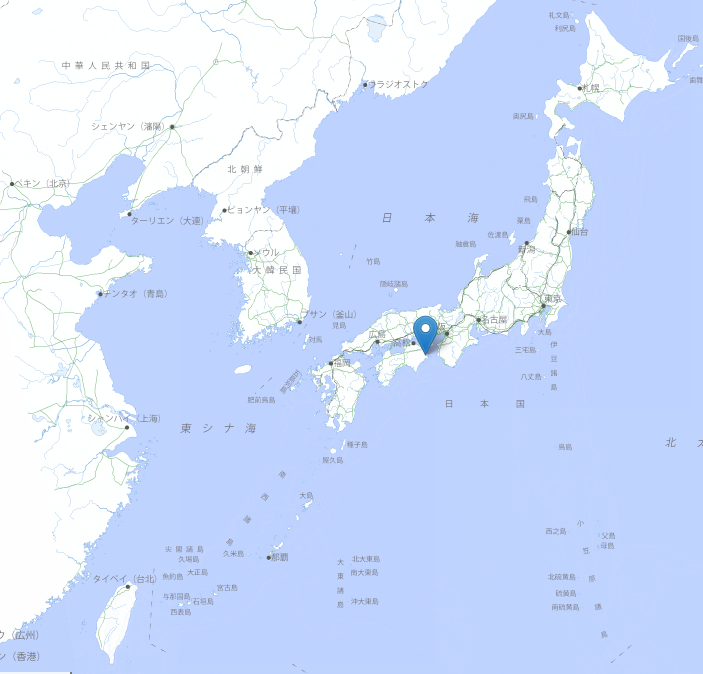 礼文島
利尻島
国後島
中華人民共和国
ウラジオストク
札幌
奥尻島
シェンヤン（瀋陽）
北朝鮮
ペキン（北京）
飛島
ピョンヤン（平壌）
ターリエン（大連）
日本海
粟島
仙台
佐渡島
舳倉島
新潟
ソウル
竹島
大韓民国
隠岐諸島
チンタオ（青島）
東京
プサン（釜山）
見島
名古屋
大島
広島
高松
対馬
伊豆諸島
三宅島
福岡
八丈島
肥前鳥島
日本国
シャンハイ（上海）
東シナ海
種子島
鳥島
屋久島
南西諸島
大島
西之島
小笠原諸島
父島
母島
尖閣諸島
久米島
那覇
久場島
北大東島
大東諸島
魚釣島
大正島
南大東島
タイペイ（台北）
北硫黄島
宮古島
硫黄島
与那国島
石垣島
沖大東島
南硫黄島
西表島
（広州）
（香港）